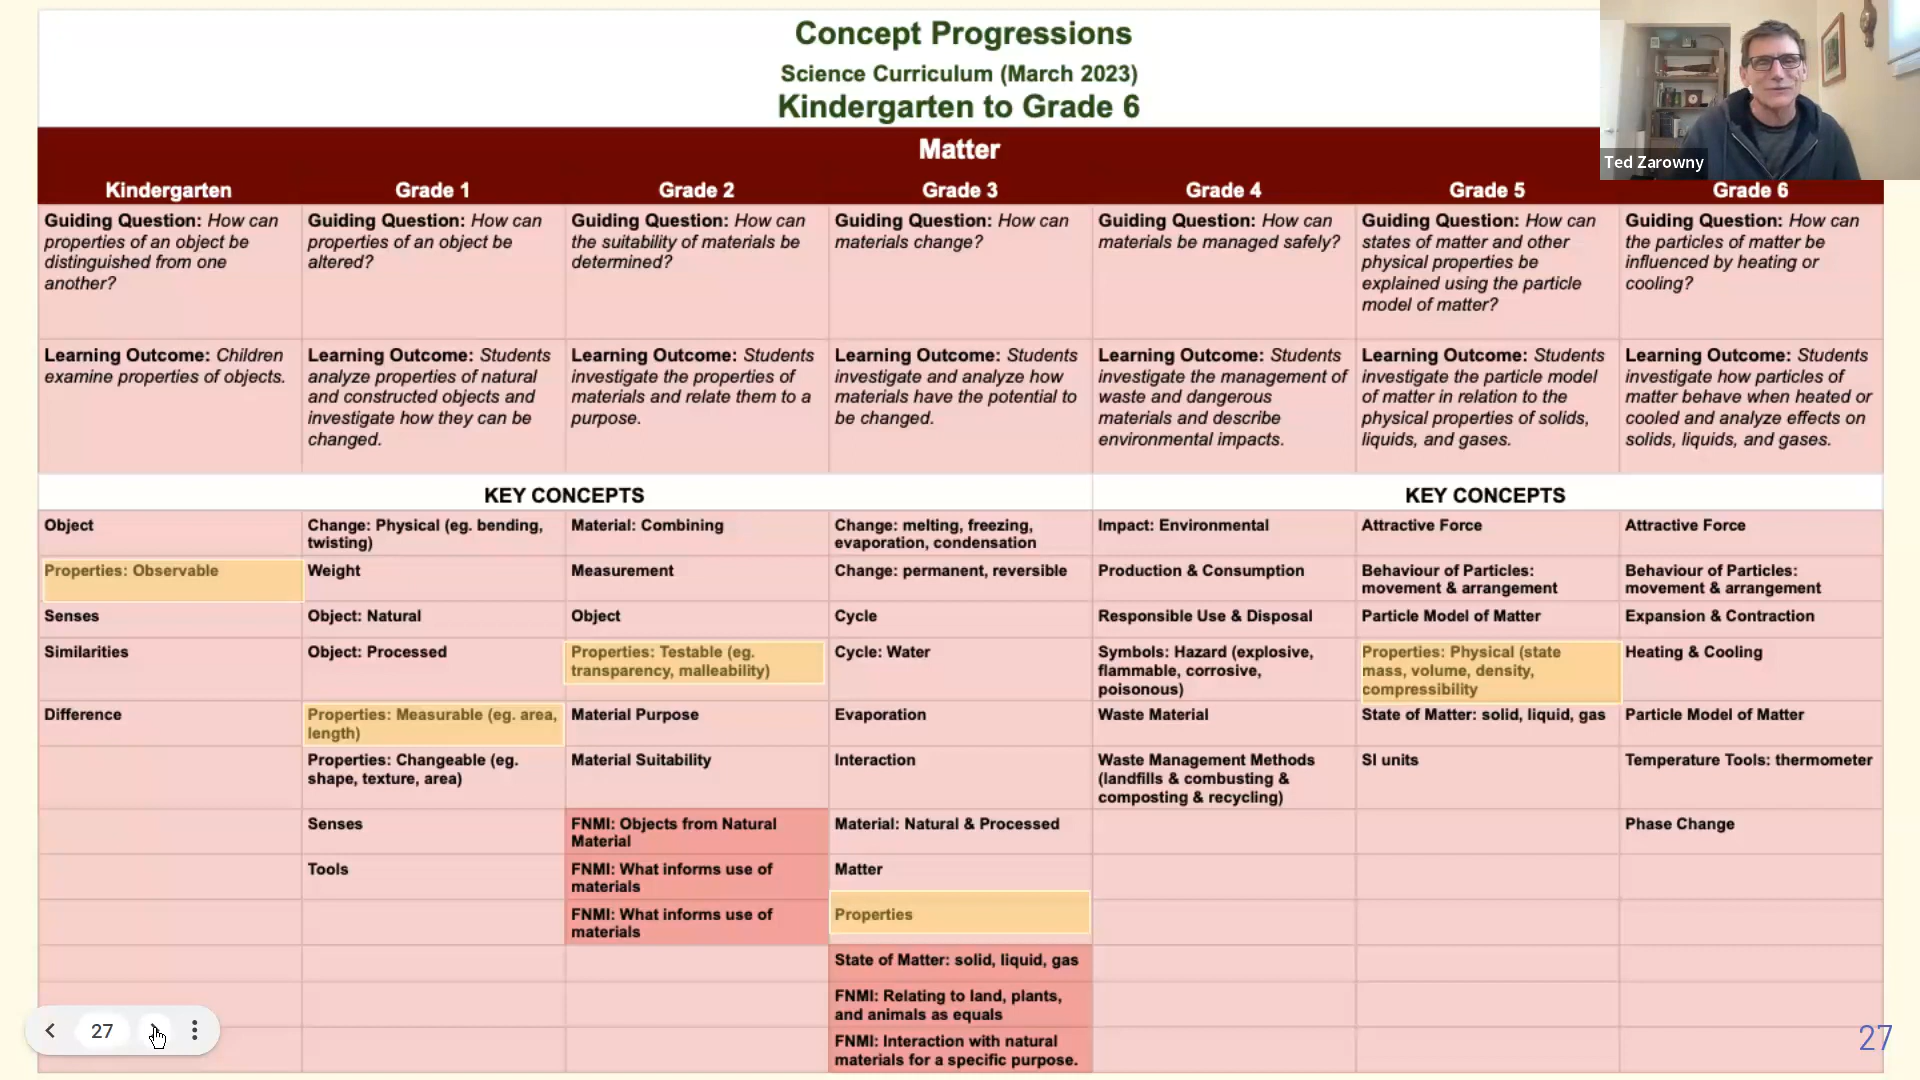 Concept Progressions
Science Curriculum (March 2023)
Kindergarten to Grade 6
Ted Zarowny
Matter
Kindergarten
Grade 1
Grade 2
Grade 3
Grade 4
Grade 5
Grade 6
Guiding Question: How can
properties of an object be
distinguished from one
another?
Guiding Question: How can
properties of an object be
altered?
Guiding Question: How can
the suitability of materials be
determined?
Guiding Question: How can
materials change?
Guiding Question: How can
materials be managed safely?
Guiding Question: How can
states of matter and other
physical properties be
explained using the particle
model of matter?
Guiding Question: How can
the particles of matter be
influenced by heating or
cooling?
Learning Outcome: Children
examine properties of objects.
Learning Outcome: Students
analyze properties of natural
and constructed objects and
investigate how they can be
changed.
Learning Outcome: Students
investigate the properties of
materials and relate them to a
purpose.
Learning Outcome: Students
investigate and analyze how
materials have the potential to
be changed.
Learning Outcome: Students
investigate the management of
waste and dangerous
materials and describe
environmental impacts.
Learning Outcome: Students
investigate the particle model
of matter in relation to the
physical properties of solids,
liquids, and gases.
Learning Outcome: Students
investigate how particles of
matter behave when heated or
cooled and analyze effects on
solids, liquids, and gases.
KEY CONCEPTS
KEY CONCEPTS
Object
Change: Physical (eg. bending,
twisting)
Material: Combining
Change: melting, freezing,
evaporation, condensation
Impact: Environmental
Attractive Force
Attractive Force
Properties: Observable
Weight
Measurement
Change: permanent, reversible
Production & Consumption
Behaviour of Particles:
movement & arrangement
Behaviour of Particles:
movement & arrangement
Senses
Object: Natural
Object
Cycle
Responsible Use & Disposal
Particle Model of Matter
Expansion & Contraction
Similarities
Object: Processed
Properties: Testable (eg.
transparency, malleability)
Cycle: Water
Symbols: Hazard (explosive,
flammable, corrosive,
poisonous)
Properties: Physical (state
mass, volume, density,
compressibility
Heating & Cooling
Difference
Properties: Measurable (eg. area,
length)
Material Purpose
Evaporation
Waste Material
State of Matter: solid, liquid, gas
Particle Model of Matter
Properties: Changeable (eg.
shape, texture, area)
Material Suitability
Interaction
Waste Management Methods
(landfills & combusting &
composting & recycling)
SI units
Temperature Tools: thermometer
Senses
FNMI: Objects from Natural
Material
Material: Natural & Processed
Phase Change
Tools
FNMI: What informs use of
materials
Matter
FNMI: What informs use of
materials
Properties
State of Matter: solid, liquid, gas
FNMI: Relating to land, plants,
and animals as equals
FNMI: Interaction with natural
materials for a specific purpose.
27
27